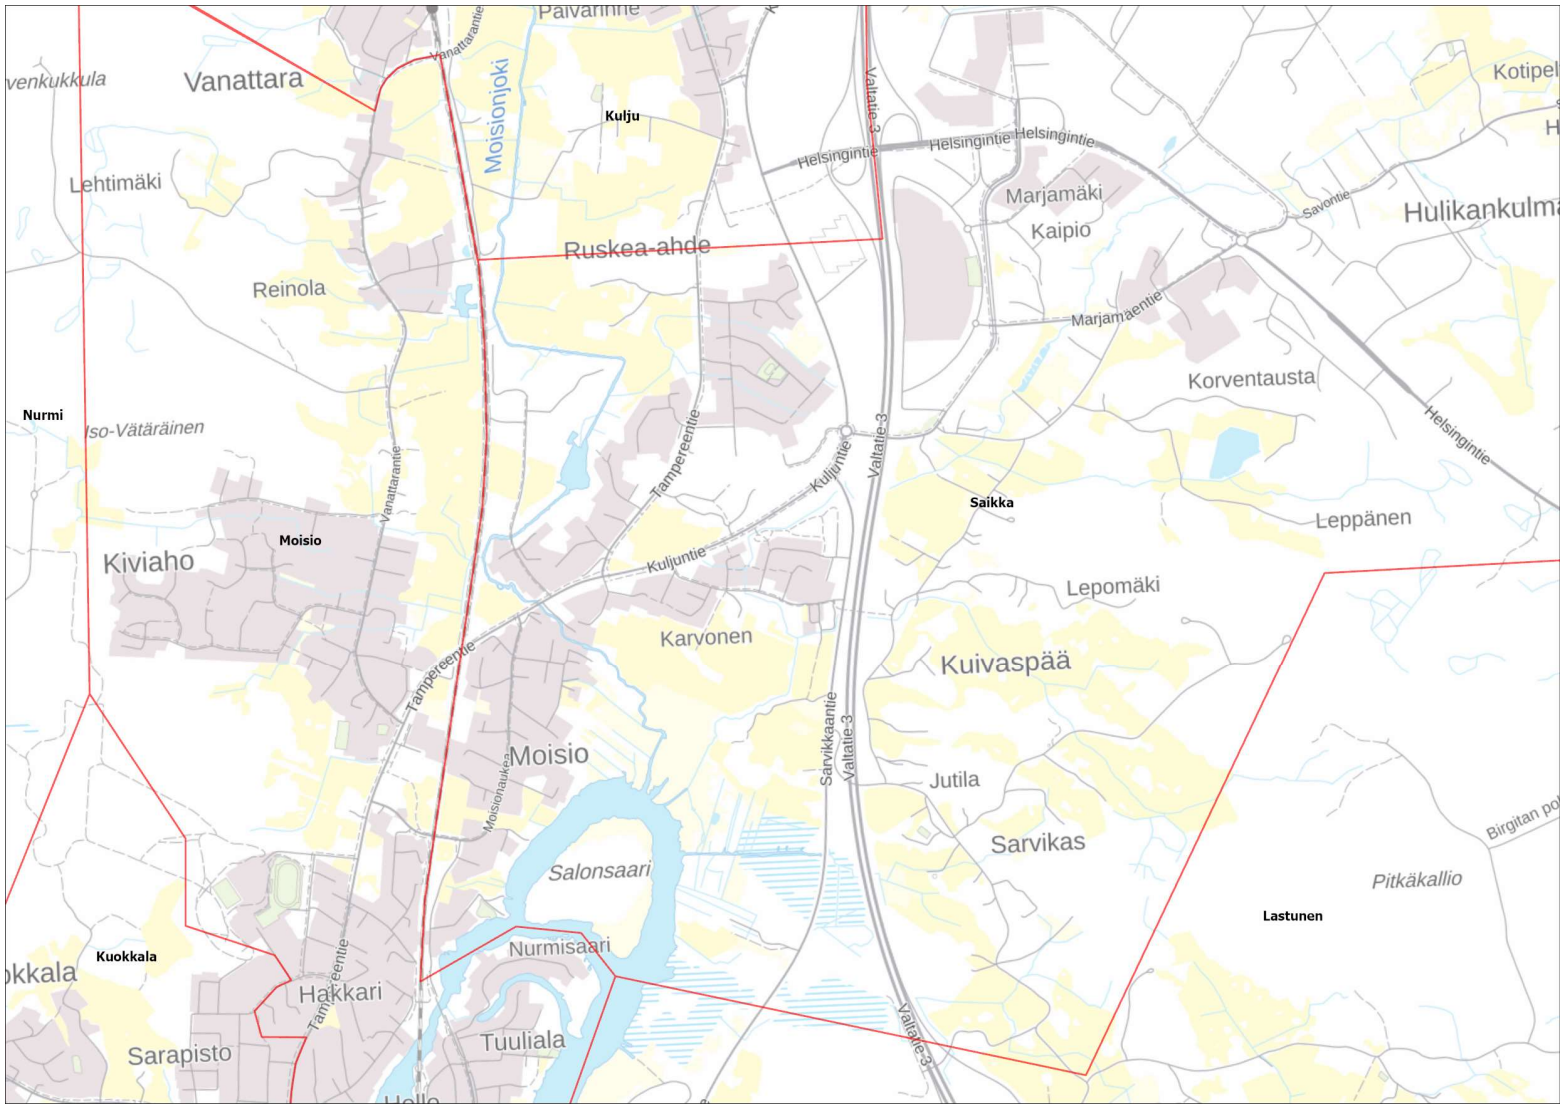 Vanattarantie
Päivärinne
Vanattara
Moisionjoki
Kulju
Valtatie 3
Kotipel
venkukkula
Helsingintie
Helsingintie
Helsingintie
Lehtimäki
Marjamäki
Savontie
Hulikankulma
Kaipio
Ruskea-ahde
Reinola
Marjamäentie
Korventausta
Nurmi
Iso-Vätäräinen
Tampereentie
Valtatie 3
Helsingintie
Kuljuntie
Vanattarantie
Saikka
Leppänen
Moisio
Kiviaho
Kuljuntie
Lepomäki
Karvonen
Kuivaspää
Tampereentie
Sarvikkaantie
Valtatie 3
Moisio
Moisionaukea
Jutila
Birgitan pol
Sarvikas
Salonsaari
Pitkäkallio
Lastunen
Kuokkala
Nurmisaari
okkala
Tampereentie
Hakkari
Valtatie 3
Tuuliala
Sarapisto